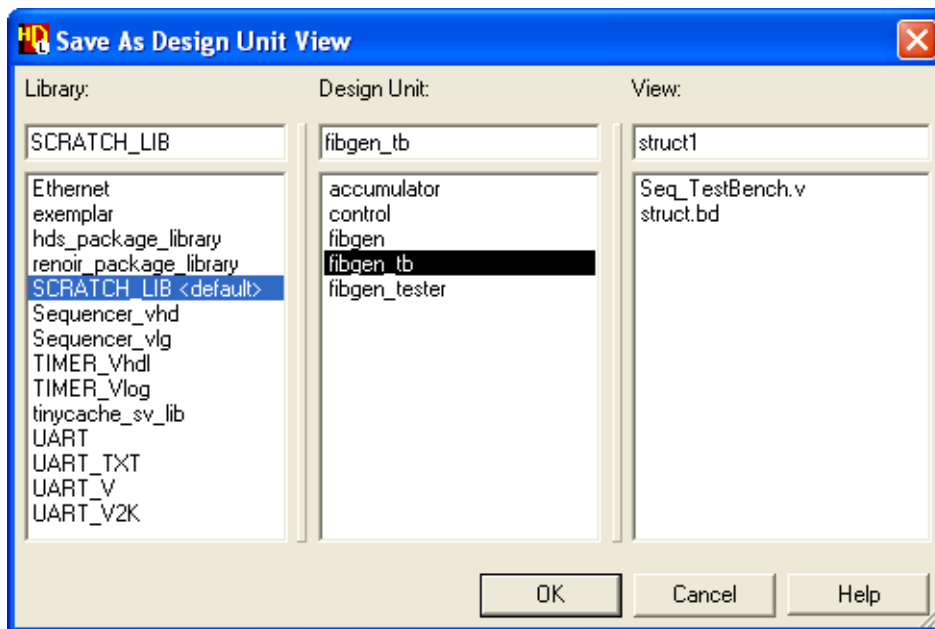 Save As Design Unit View
Library:
Design Unit:
View:
SCRATCH_LIB
fibgen_tb
struct1
Ethernet
exemplar
hds_package_library
renoir_package_library
SCRATCH_LIB <default>
Sequencer_vhd
Sequencer_vlg
TIMER_Vhdl
TIMER_Vlog
tinycache_sv_lib
UART
UART_TXT
UART_V
UART_V2K
accumulator
control
fibgen
fibgen_tb
fibgen_tester
Seq_TestBench.v
struct.bd
OK
Cancel
Help